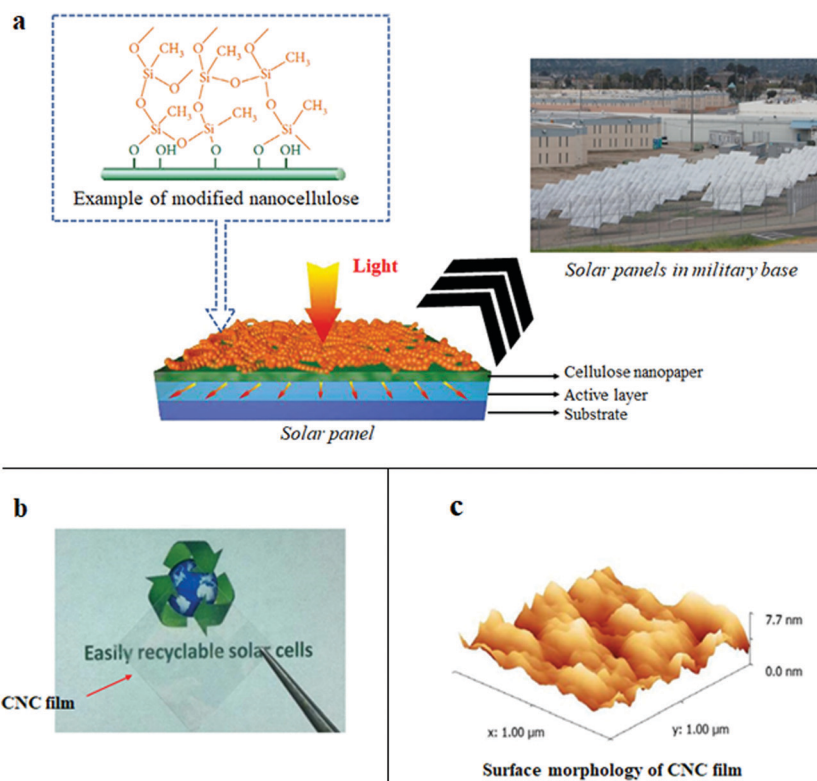 a
O
O
O
CH₃
CH₃
CH₃
Si
O
Si
O
Si
O
CH₃
CH₃
O
CH₃
O
Si
O
Si
Si
O
OH
O
O
OH
Example of modified nanocellulose
Light
Solar panels in military base
Cellulose nanopaper
Active layer
Substrate
Solar panel
b
Easily recyclable solar cells
CNC film
c
7.7 nm
0.0 nm
x: 1.00 μm
y: 1.00 μm
Surface morphology of CNC film